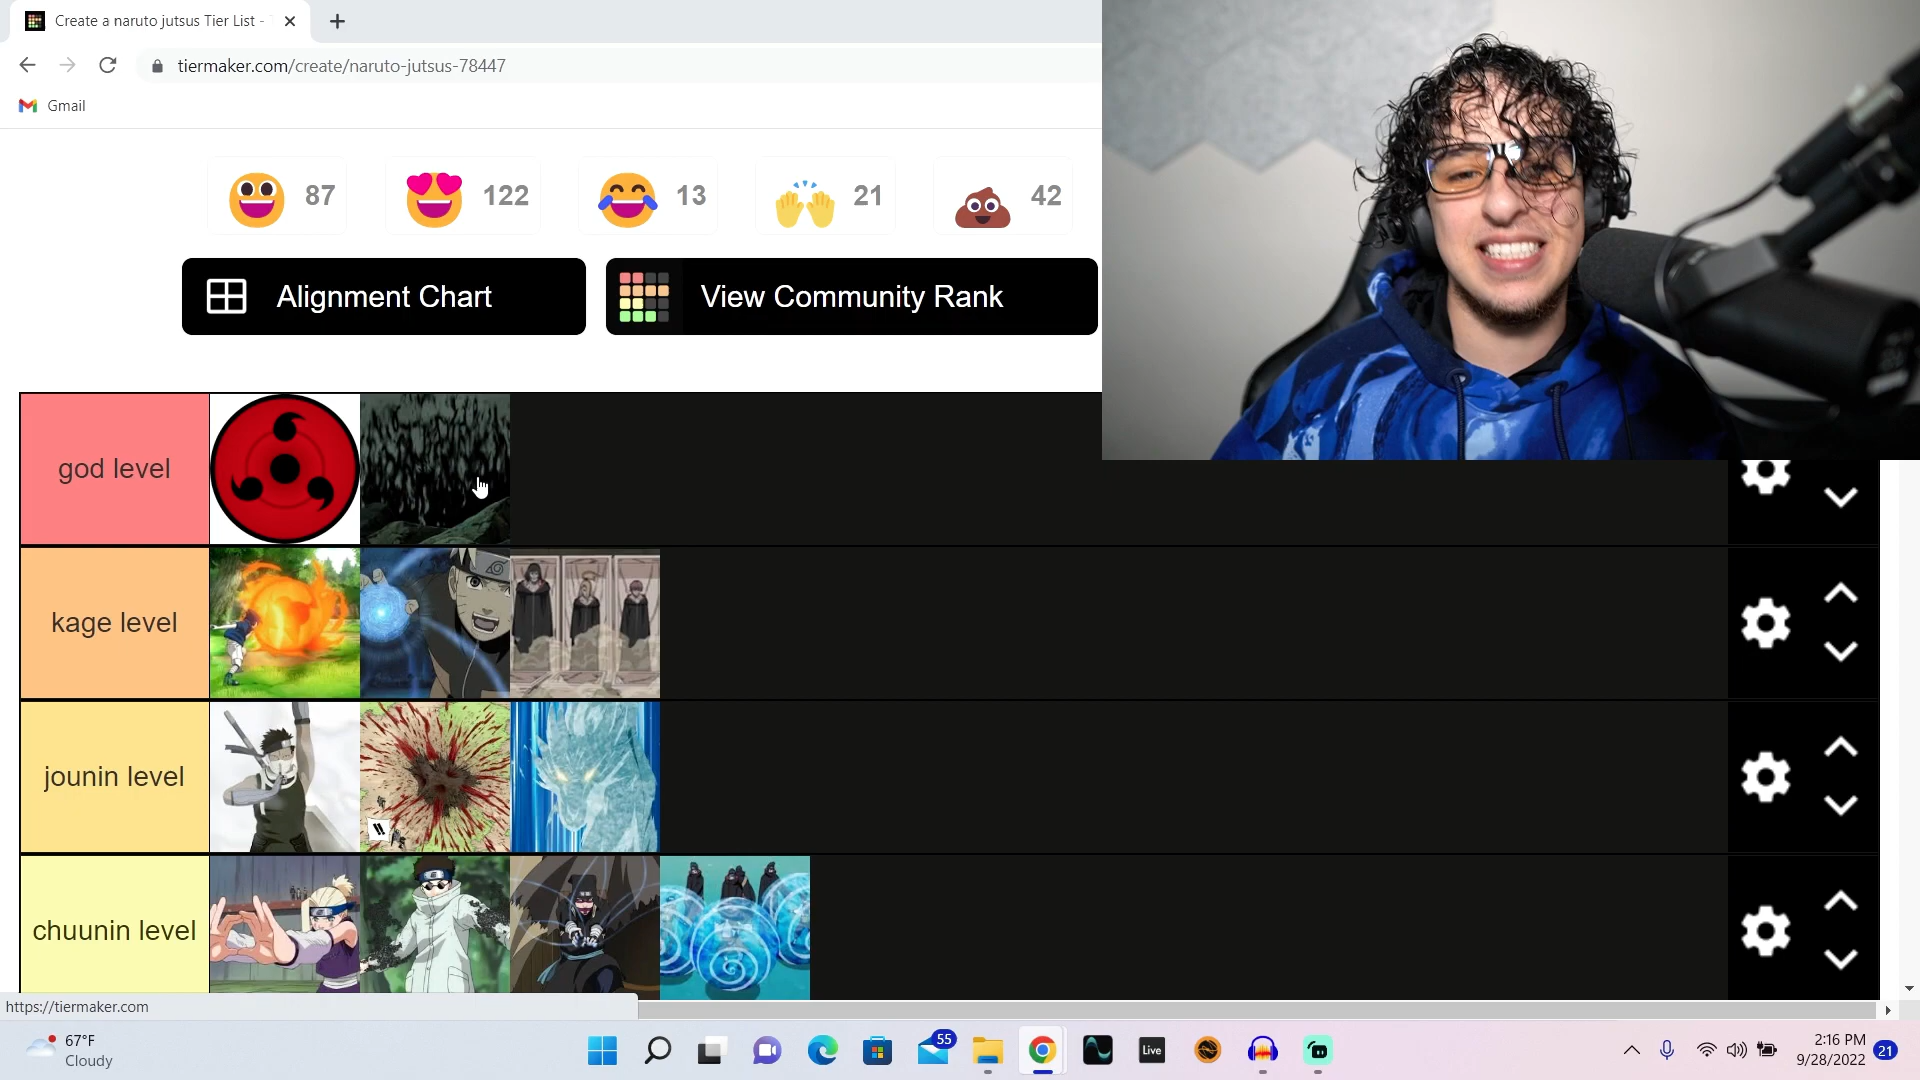 Create a naruto jutsus Tier List -
tiermaker.com/create/naruto-jutsus-78447
Gmail
87
122
13
21
42
Alignment Chart
View Community Rank
god level
kage level
jounin level
chuunin level
https://tiermaker.com
67°F
Cloudy
55
Live
2:16 PM
9/28/2022
21